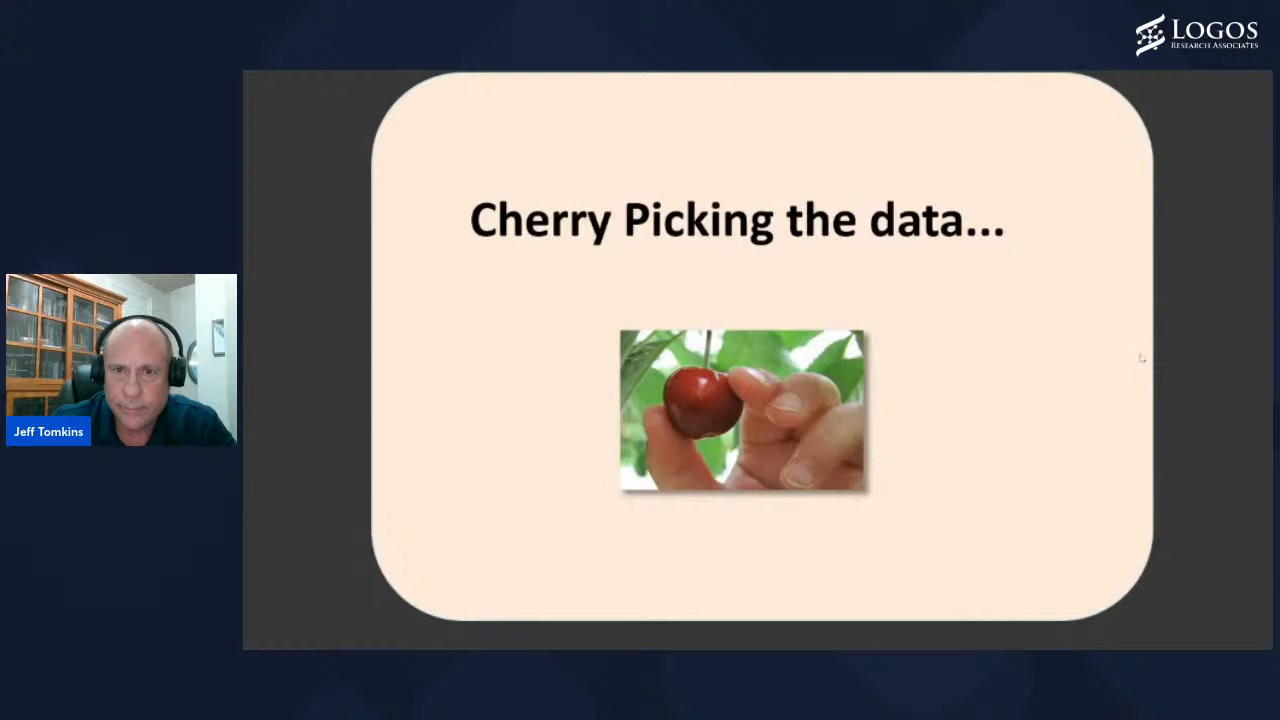 LOGOS
RESEARCH ASSOCIATES
Cherry Picking the data...
Jeff Tomkins